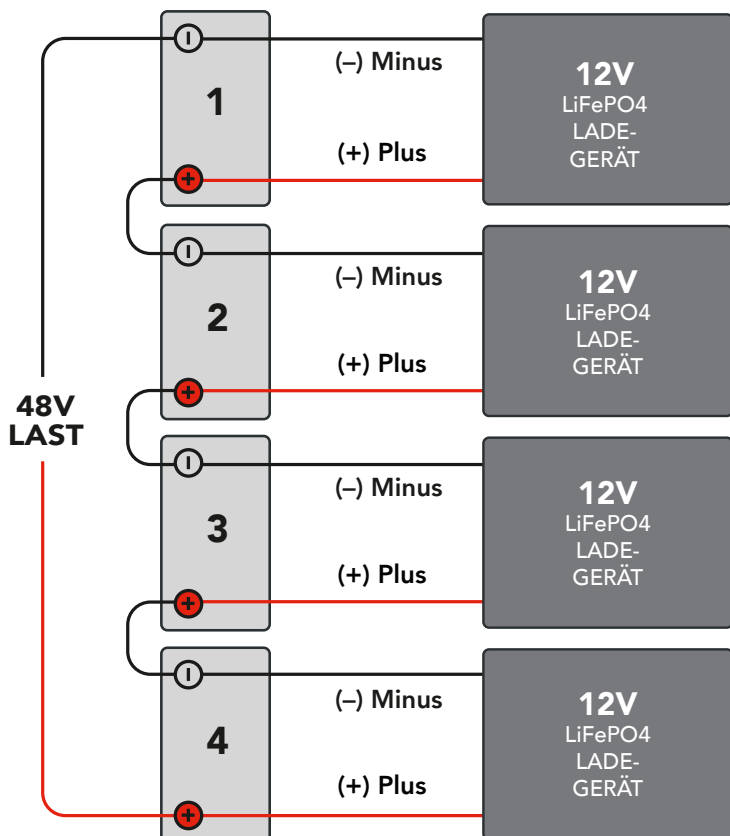 1
(–) Minus
(+) Plus
12V
LiFePO4
LADE-
GERÄT
2
(–) Minus
(+) Plus
12V
LiFePO4
LADE-
GERÄT
48V
LAST
3
(–) Minus
(+) Plus
12V
LiFePO4
LADE-
GERÄT
4
(–) Minus
(+) Plus
12V
LiFePO4
LADE-
GERÄT